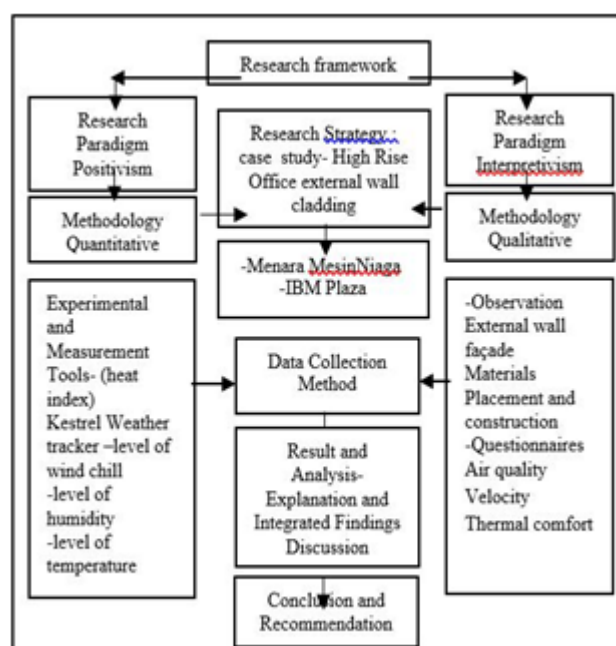 Research framework
Research
Paradigm
Positivism
Research Strategy :
case study- High Rise
Office external wall
cladding
Research
Paradigm
Interpretivism
Methodology
Quantitative
Methodology
Qualitative
-Menara MesinNiaga
-IBM Plaza
Experimental
and
Measurement
Tools- (heat
index)
Kestrel Weather
tracker –level of
wind chill
-level of
humidity
-level of
temperature
Data Collection
Method
-Observation
External wall
façade
Materials
Placement and
construction
-Questionnaires
Air quality
Velocity
Thermal comfort
Result and
Analysis-
Explanation and
Integrated Findings
Discussion
Conclusion and
Recommendation